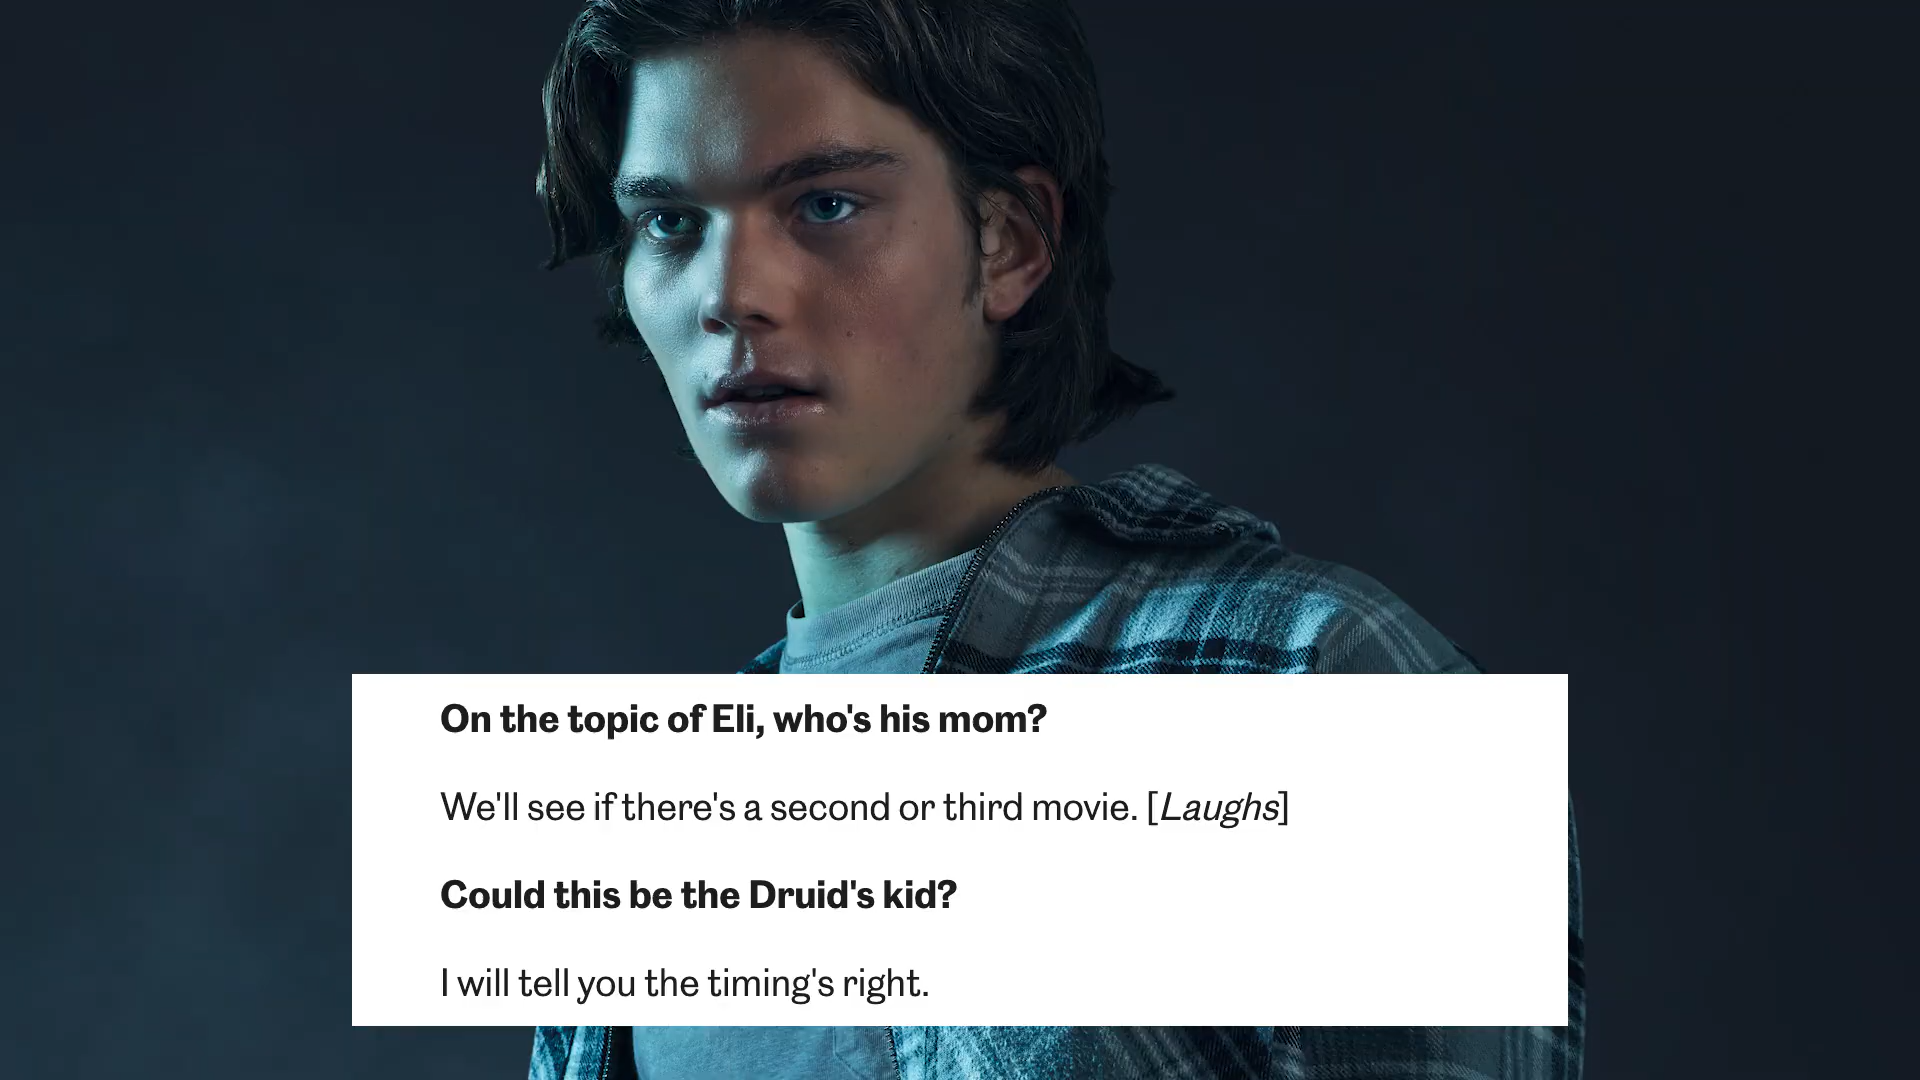 On the topic of Eli, who's his mom?
We'll see if there's a second or third movie. [Laughs]
Could this be the Druid's kid?
I will tell you the timing's right.